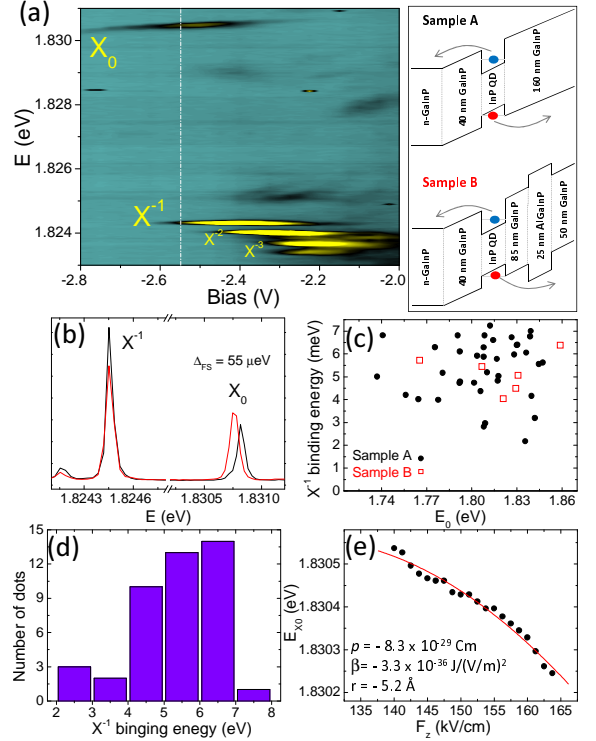 (a)
1.830
1.828
1.826
1.824
E (eV)
X0
X-1
X-2
X-3
-2.8
-2.6
-2.4
-2.2
-2.0
Bias (V)
Sample A
n-GaInP
40 nm GaInP
InP QD
160 nm GaInP
Sample B
n-GaInP
40 nm GaInP
InP QD
85 nm GaInP
25 nm AlGaInP
50 nm GaInP
(b)
X-1
ΔFS = 55 μeV
X0
1.8243
1.8246
1.8305
1.8310
E (eV)
(c)
X-1 binding energy (meV)
7
6
5
4
3
2
1
0
Sample A
Sample B
1.74
1.77
1.80
1.83
1.86
E0 (eV)
(d)
Number of dots
15
12
9
6
3
0
2
3
4
5
6
7
8
X-1 binging enegy (eV)
(e)
EX0 (eV)
1.8305
1.8304
1.8303
1.8302
p = - 8.3 x 10-29 Cm
β= - 3.3 x 10-36 J/(V/m)2
r = - 5.2 Å
135
140
145
150
155
160
165
Fz (kV/cm)